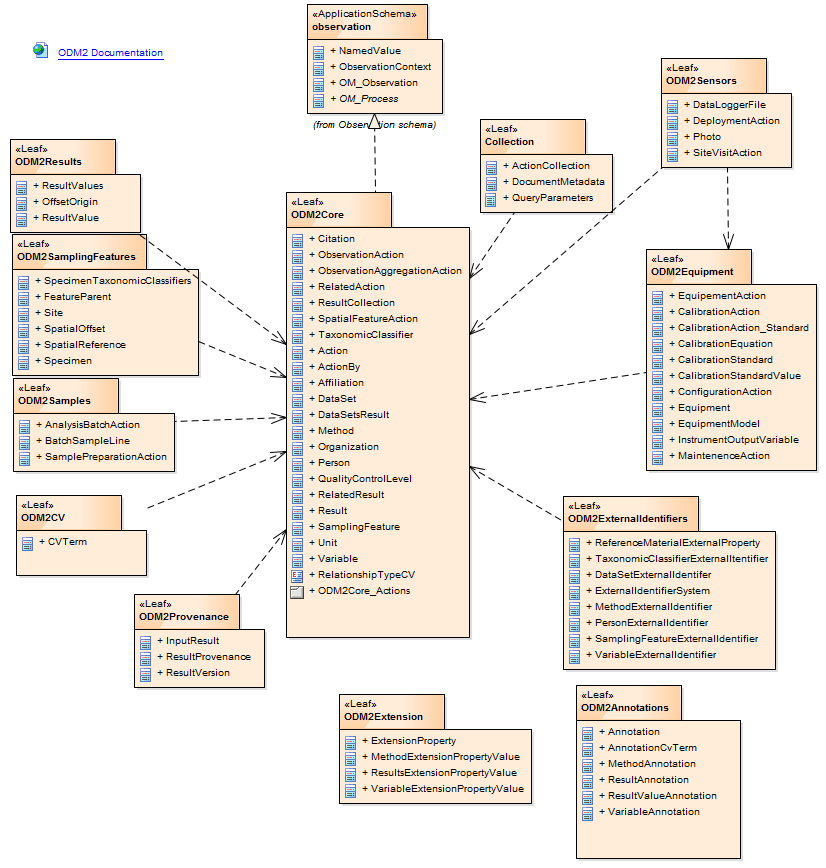 ODM2 Documentation
«ApplicationSchema»
observation
+ NamedValue
+ ObservationContext
+ OM_Observation
+ OM_Process
(from Observation schema)
«Leaf»
ODM2Sensors
+ DataLoggerFile
+ DeploymentAction
+ Photo
+ SiteVisitAction
«Leaf»
Collection
+ ActionCollection
+ DocumentMetadata
+ QueryParameters
«Leaf»
ODM2Results
+ ResultValues
+ OffsetOrigin
+ ResultValue
«Leaf»
ODM2Core
+ Citation
+ ObservationAction
+ ObservationAggregationAction
+ RelatedAction
+ ResultCollection
+ SpatialFeatureAction
+ TaxonomicClassifier
+ Action
+ ActionBy
+ Affiliation
+ DataSet
+ DataSetsResult
+ Method
+ Organization
+ Person
+ QualityControlLevel
+ RelatedResult
+ Result
+ SamplingFeature
+ Unit
+ Variable
+ RelationshipTypeCV
+ ODM2Core_Actions
«Leaf»
ODM2SamplingFeatures
+ SpecimenTaxonomicClassifiers
+ FeatureParent
+ Site
+ SpatialOffset
+ SpatialReference
+ Specimen
«Leaf»
ODM2Equipment
+ EquipementAction
+ CalibrationAction
+ CalibrationAction_Standard
+ CalibrationEquation
+ CalibrationStandard
+ CalibrationStandardValue
+ ConfigurationAction
+ Equipment
+ EquipmentModel
+ InstrumentOutputVariable
+ MaintenenceAction
«Leaf»
ODM2Samples
+ AnalysisBatchAction
+ BatchSampleLine
+ SamplePreparationAction
«Leaf»
ODM2CV
+ CVTerm
«Leaf»
ODM2ExternalIdentifiers
+ ReferenceMaterialExternalProperty
+ TaxonomicClassifierExternalItentifier
+ DataSetExternalIdentifer
+ ExternalIdentifierSystem
+ MethodExternalIdentifier
+ PersonExternalIdentifier
+ SamplingFeatureExternalIdentifier
+ VariableExternalIdentifier
«Leaf»
ODM2Provenance
+ InputResult
+ ResultProvenance
+ ResultVersion
«Leaf»
ODM2Extension
+ ExtensionProperty
+ MethodExtensionPropertyValue
+ ResultsExtensionPropertyValue
+ VariableExtensionPropertyValue
«Leaf»
ODM2Annotations
+ Annotation
+ AnnotationCvTerm
+ MethodAnnotation
+ ResultAnnotation
+ ResultValueAnnotation
+ VariableAnnotation